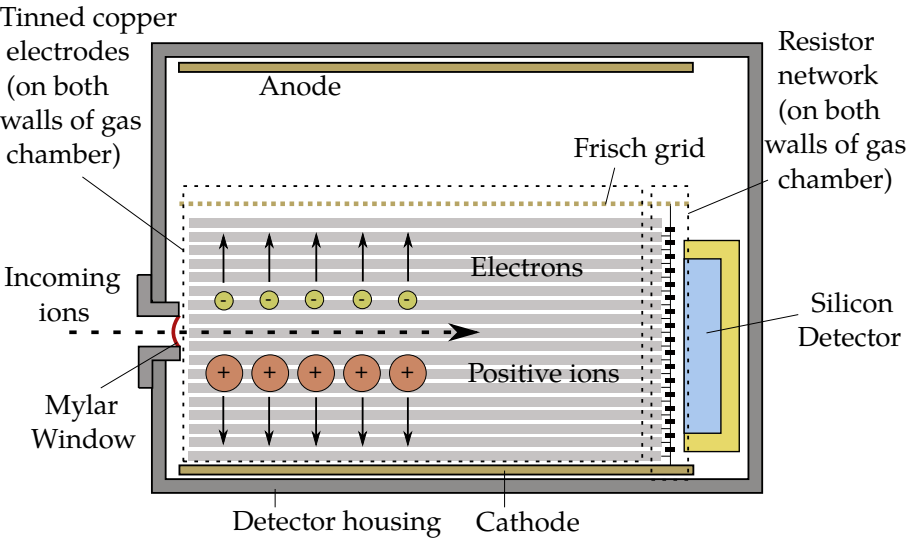 Tinned copper
electrodes
(on both
walls of gas
chamber)
Anode
Resistor
network
(on both
walls of gas
chamber)
Frisch grid
Electrons
Incoming
ions
- - - - -
Silicon
Detector
+ + + + +
Positive ions
Mylar
Window
Detector housing
Cathode